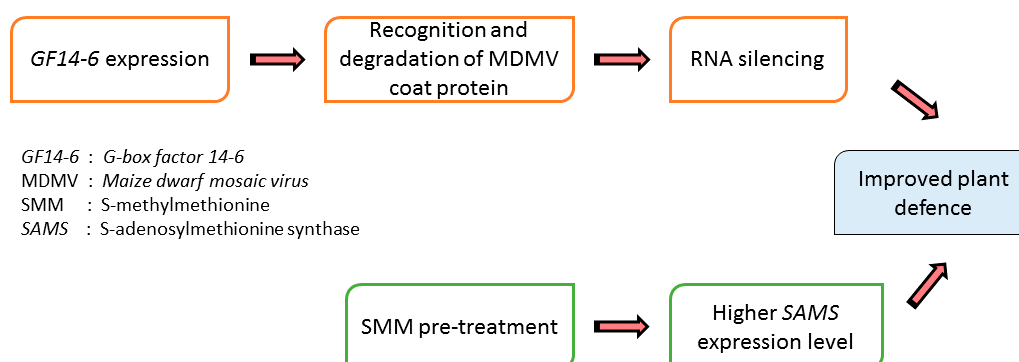 GF14-6 expression
Recognition and
degradation of MDMV
coat protein
RNA silencing
GF14-6 : G-box factor 14-6
MDMV : Maize dwarf mosaic virus
SMM : S-methylmethionine
SAMS : S-adenosylmethionine synthase
Improved plant
defence
SMM pre-treatment
Higher SAMS
expression level